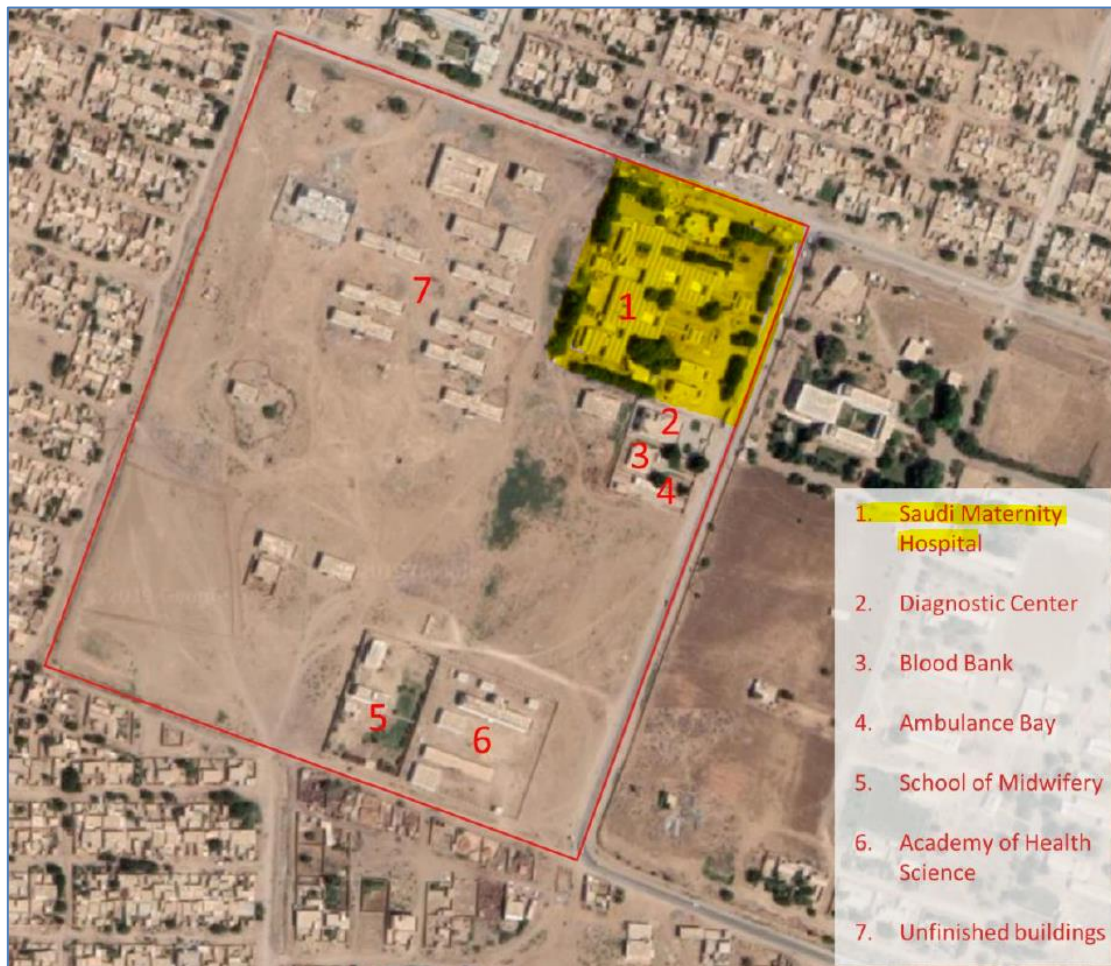 1
7
2
3
4
5
6
1. Saudi Maternity
Hospital
2. Diagnostic Center
3. Blood Bank
4. Ambulance Bay
5. School of Midwifery
6. Academy of Health
Science
7. Unfinished buildings